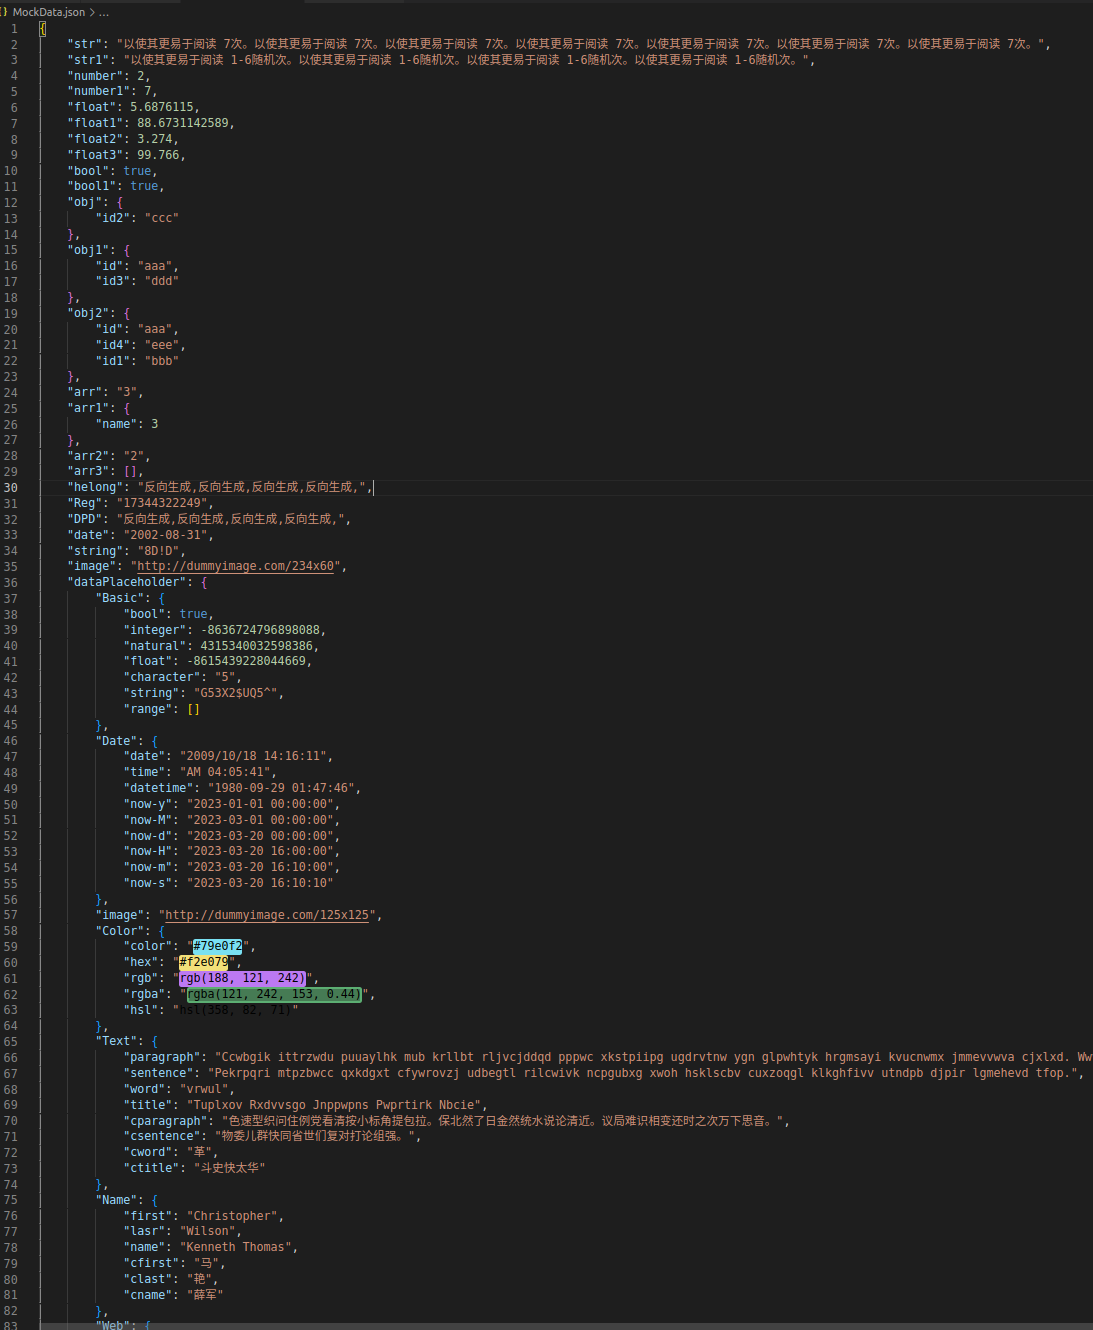 {} MockData.json > ...
1 {
2 "str": "以使其更易于阅读 7次。以使其更易于阅读 7次。以使其更易于阅读 7次。以使其更易于阅读 7次。以使其更易于阅读 7次。以使其更易于阅读 7次。以使其更易于阅读 7次。",
3 "str1": "以使其更易于阅读 1-6随机次。以使其更易于阅读 1-6随机次。以使其更易于阅读 1-6随机次。以使其更易于阅读 1-6随机次。",
4 "number": 2,
5 "number1": 7,
6 "float": 5.6876115,
7 "float1": 88.6731142589,
8 "float2": 3.274,
9 "float3": 99.766,
10 "bool": true,
11 "bool1": true,
12 "obj": {
13 "id2": "ccc"
14 },
15 "obj1": {
16 "id": "aaa",
17 "id3": "ddd"
18 },
19 "obj2": {
20 "id": "aaa",
21 "id4": "eee",
22 "id1": "bbb"
23 },
24 "arr": "3",
25 "arr1": {
26 "name": 3
27 },
28 "arr2": "2",
29 "arr3": [],
30 "helong": "反向生成,反向生成,反向生成,反向生成,",
31 "Reg": "17344322249",
32 "DPD": "反向生成,反向生成,反向生成,反向生成,",
33 "date": "2002-08-31",
34 "string": "8D!D",
35 "image": "http://dummyimage.com/234x60",
36 "dataPlaceholder": {
37 "Basic": {
38 "bool": true,
39 "integer": -8636724796898088,
40 "natural": 4315340032598386,
41 "float": -8615439228044669,
42 "character": "5",
43 "string": "G53X2$UQ5^",
44 "range": []
45 },
46 "Date": {
47 "date": "2009/10/18 14:16:11",
48 "time": "AM 04:05:41",
49 "datetime": "1980-09-29 01:47:46",
50 "now-y": "2023-01-01 00:00:00",
51 "now-M": "2023-03-01 00:00:00",
52 "now-d": "2023-03-20 00:00:00",
53 "now-H": "2023-03-20 16:00:00",
54 "now-m": "2023-03-20 16:10:00",
55 "now-s": "2023-03-20 16:10:10"
56 },
57 "image": "http://dummyimage.com/125x125",
58 "Color": {
59 "color": "#79e0f2",
60 "hex": "#f2e079",
61 "rgb": "rgb(188, 121, 242)",
62 "rgba": "rgba(121, 242, 153, 0.44)",
63 "hsl": "hsl(358, 82, 71)"
64 },
65 "Text": {
66 "paragraph": "Ccwbgik ittrzwdu puuaylhk mub krllbt rljvcjddqd pppwc xkstpiipg ugdrvtnw ygn glpwhtyk hrgmsayi kvucnwmx jmmevvwva cjxlxd. Ww
67 "sentence": "Pekrpqri mtpzbwcc qxkdgxt cfywrovzj udbegtl rilcwivk ncpgubxg xwoh hsklscbv cuxzoqgl klkghfivv utndpb djpir lgmehevd tfop.",
68 "word": "vrwul",
69 "title": "Tuplxov Rxdvvsgo Jnppwpns Pwprtirk Nbcie",
70 "cparagraph": "色速型织问住例党看清按小标角提包拉。保北然了日金然统水说论清近。议局难识相变还时之次万下思音。",
71 "csentence": "物委儿群快同省世们复对打论组强。",
72 "cword": "革",
73 "ctitle": "斗史快太华"
74 },
75 "Name": {
76 "first": "Christopher",
77 "lasr": "Wilson",
78 "name": "Kenneth Thomas",
79 "cfirst": "马",
80 "clast": "艳",
81 "cname": "薛军"
82 },
83 "Web": {